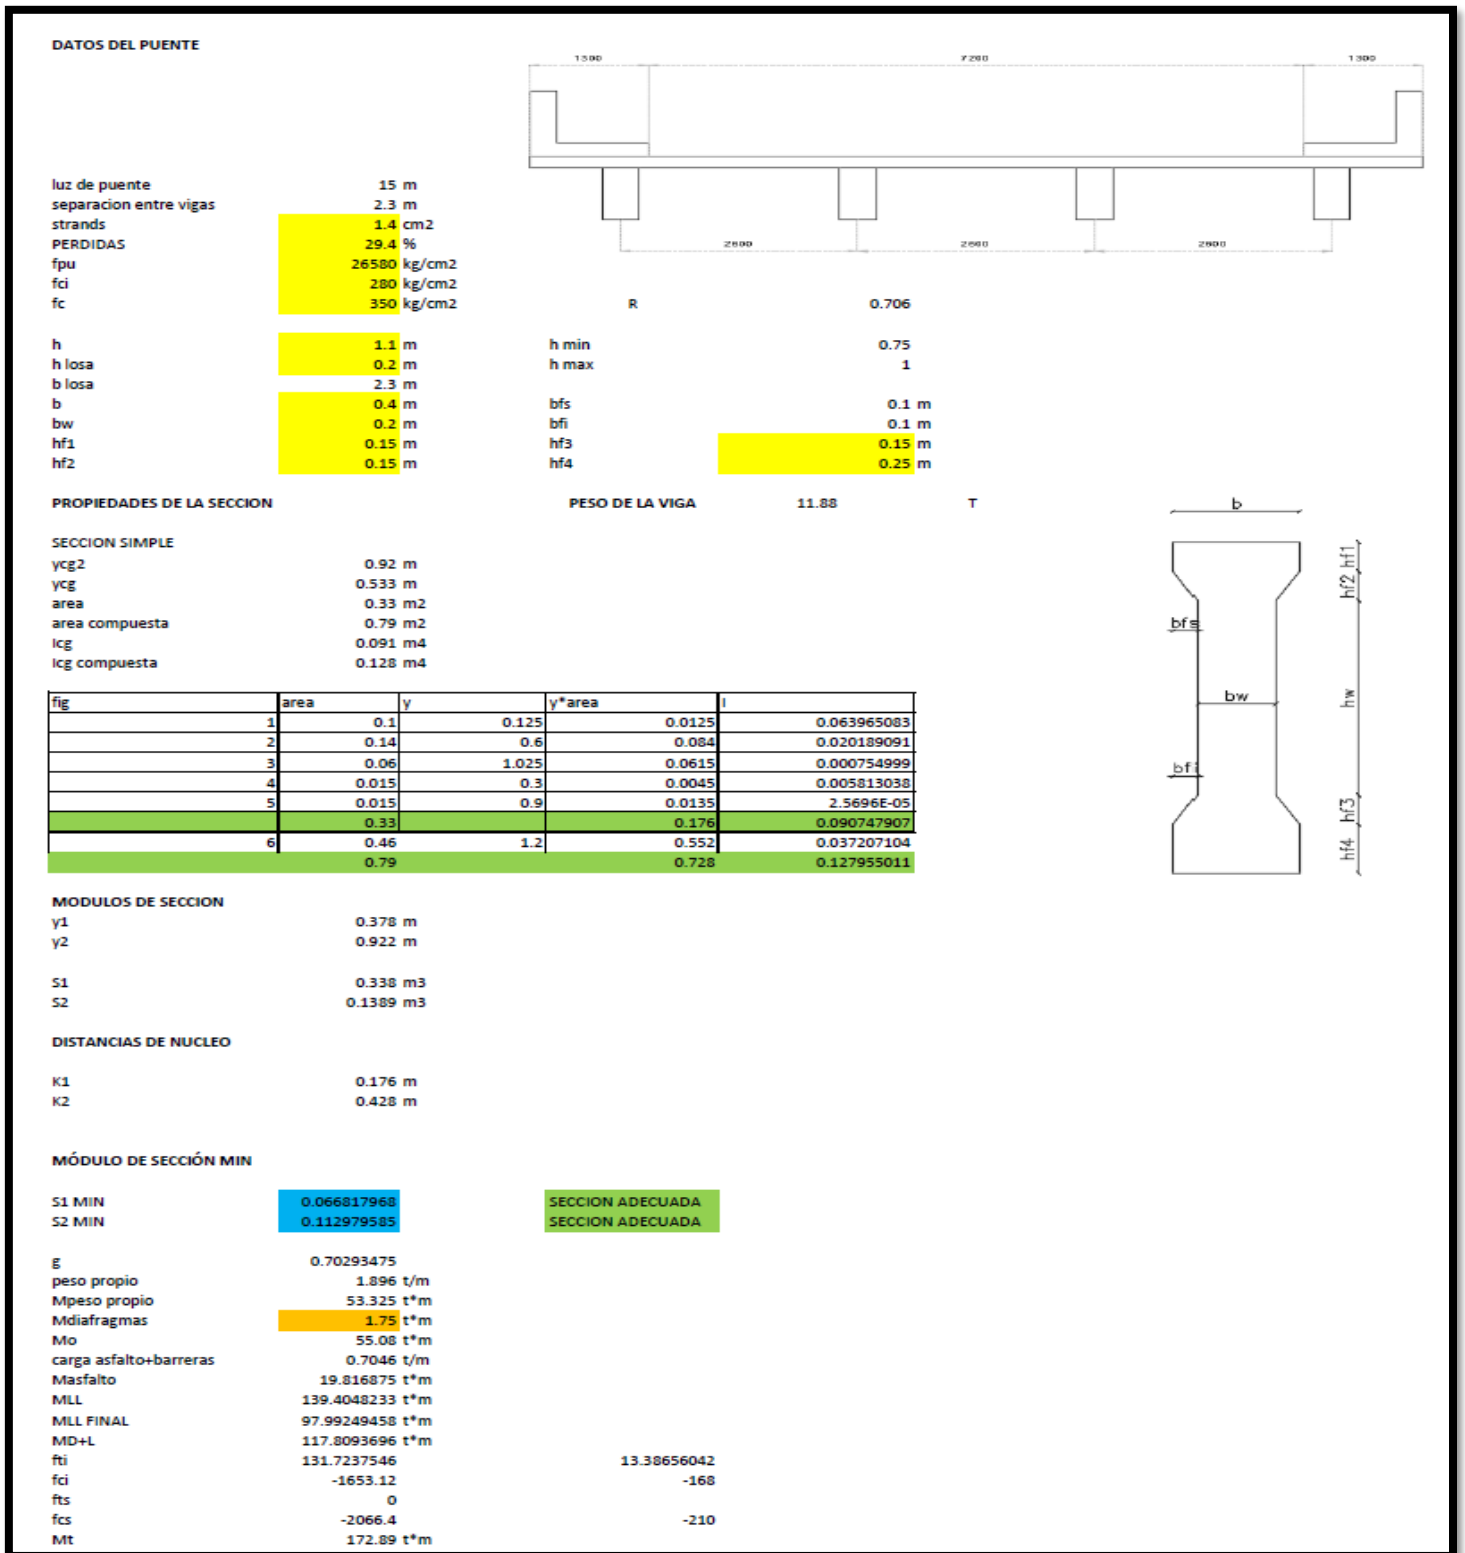 DATOS DEL PUENTE
1300 7200 1300
luz de puente 15 m
separacion entre vigas 2.3 m
strands 1.4 cm2
PERDIDAS 29.4 %
2600 2600 2600
fpu 26580 kg/cm2
fci 280 kg/cm2
fc 350 kg/cm2 R 0.706
h 1.1 m h min 0.75
h losa 0.2 m h max 1
b losa 2.3 m
b 0.4 m bfs 0.1 m
bw 0.2 m bfi 0.1 m
hf1 0.15 m hf3 0.15 m
hf2 0.15 m hf4 0.25 m
PROPIEDADES DE LA SECCION PESO DE LA VIGA 11.88 T
SECCION SIMPLE
ycg2 0.92 m
ycg 0.533 m
area 0.33 m2
area compuesta 0.79 m2
Icg 0.091 m4
Icg compuesta 0.128 m4
b
hf1
hf2
bfs
bw
hw
bfi
hf3
hf4
fig area y y*area I
1 0.1 0.125 0.0125 0.063965083
2 0.14 0.6 0.084 0.020189091
3 0.06 1.025 0.0615 0.000754999
4 0.015 0.3 0.0045 0.005813038
5 0.015 0.9 0.0135 2.5696E-05
0.33 0.176 0.090747907
6 0.46 1.2 0.552 0.037207104
0.79 0.728 0.127955011
MODULOS DE SECCION
y1 0.378 m
y2 0.922 m
S1 0.338 m3
S2 0.1389 m3
DISTANCIAS DE NUCLEO
K1 0.176 m
K2 0.428 m
MÓDULO DE SECCIÓN MIN
S1 MIN 0.066817968 SECCION ADECUADA
S2 MIN 0.112979585 SECCION ADECUADA
g 0.70293475
peso propio 1.896 t/m
Mpeso propio 53.325 t*m
Mdiafragmas 1.75 t*m
Mo 55.08 t*m
carga asfalto+barreras 0.7046 t/m
Masfalto 19.816875 t*m
MLL 139.4048233 t*m
MLL FINAL 97.99249458 t*m
MD+L 117.8093696 t*m
fti 131.7237546 13.38656042
fci -1653.12 -168
fts 0
fcs -2066.4 -210
Mt 172.89 t*m